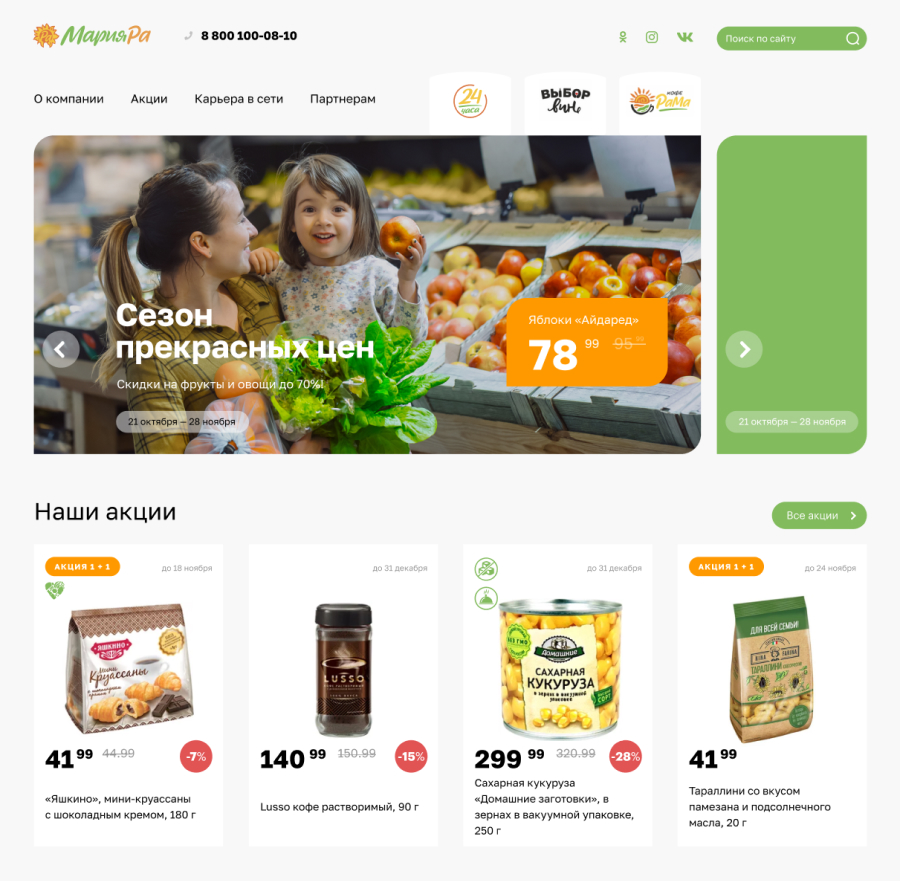 МарияРа
8 800 100-08-10
Поиск по сайту
О компании
Акции
Карьера в сети
Партнерам
24
часа
ВЫБОР
вин
КОФЕ
РаМа
Сезон
прекрасных цен
Скидки на фрукты и овощи до 70%!
21 октября — 28 ноября
Яблоки «Айдаред»
78 99 95
21 октября — 28 ноября
Наши акции
Все акции
АКЦИЯ 1 + 1
до 18 ноября
ЯШКИНО
Мини
Круассаны
41 99 44.99
-7%
«Яшкино», мини-круассаны
с шоколадным кремом, 180 г
до 31 декабря
LUSSO
140 99 150.99
-15%
Lusso кофе растворимый, 90 г
до 31 декабря
БЕЗ ГМО
Домашние
САХАРНАЯ
КУКУРУЗА
в зернах в вакуумной
упаковке
299 99 320.99
-28%
Сахарная кукуруза
«Домашние заготовки», в
зернах в вакуумной упаковке,
250 г
АКЦИЯ 1 + 1
до 24 ноября
ДЛЯ ВСЕЙ СЕМЬИ
ТАРАЛЛИНИ
41 99
Тараллини со вкусом
памезана и подсолнечного
масла, 20 г